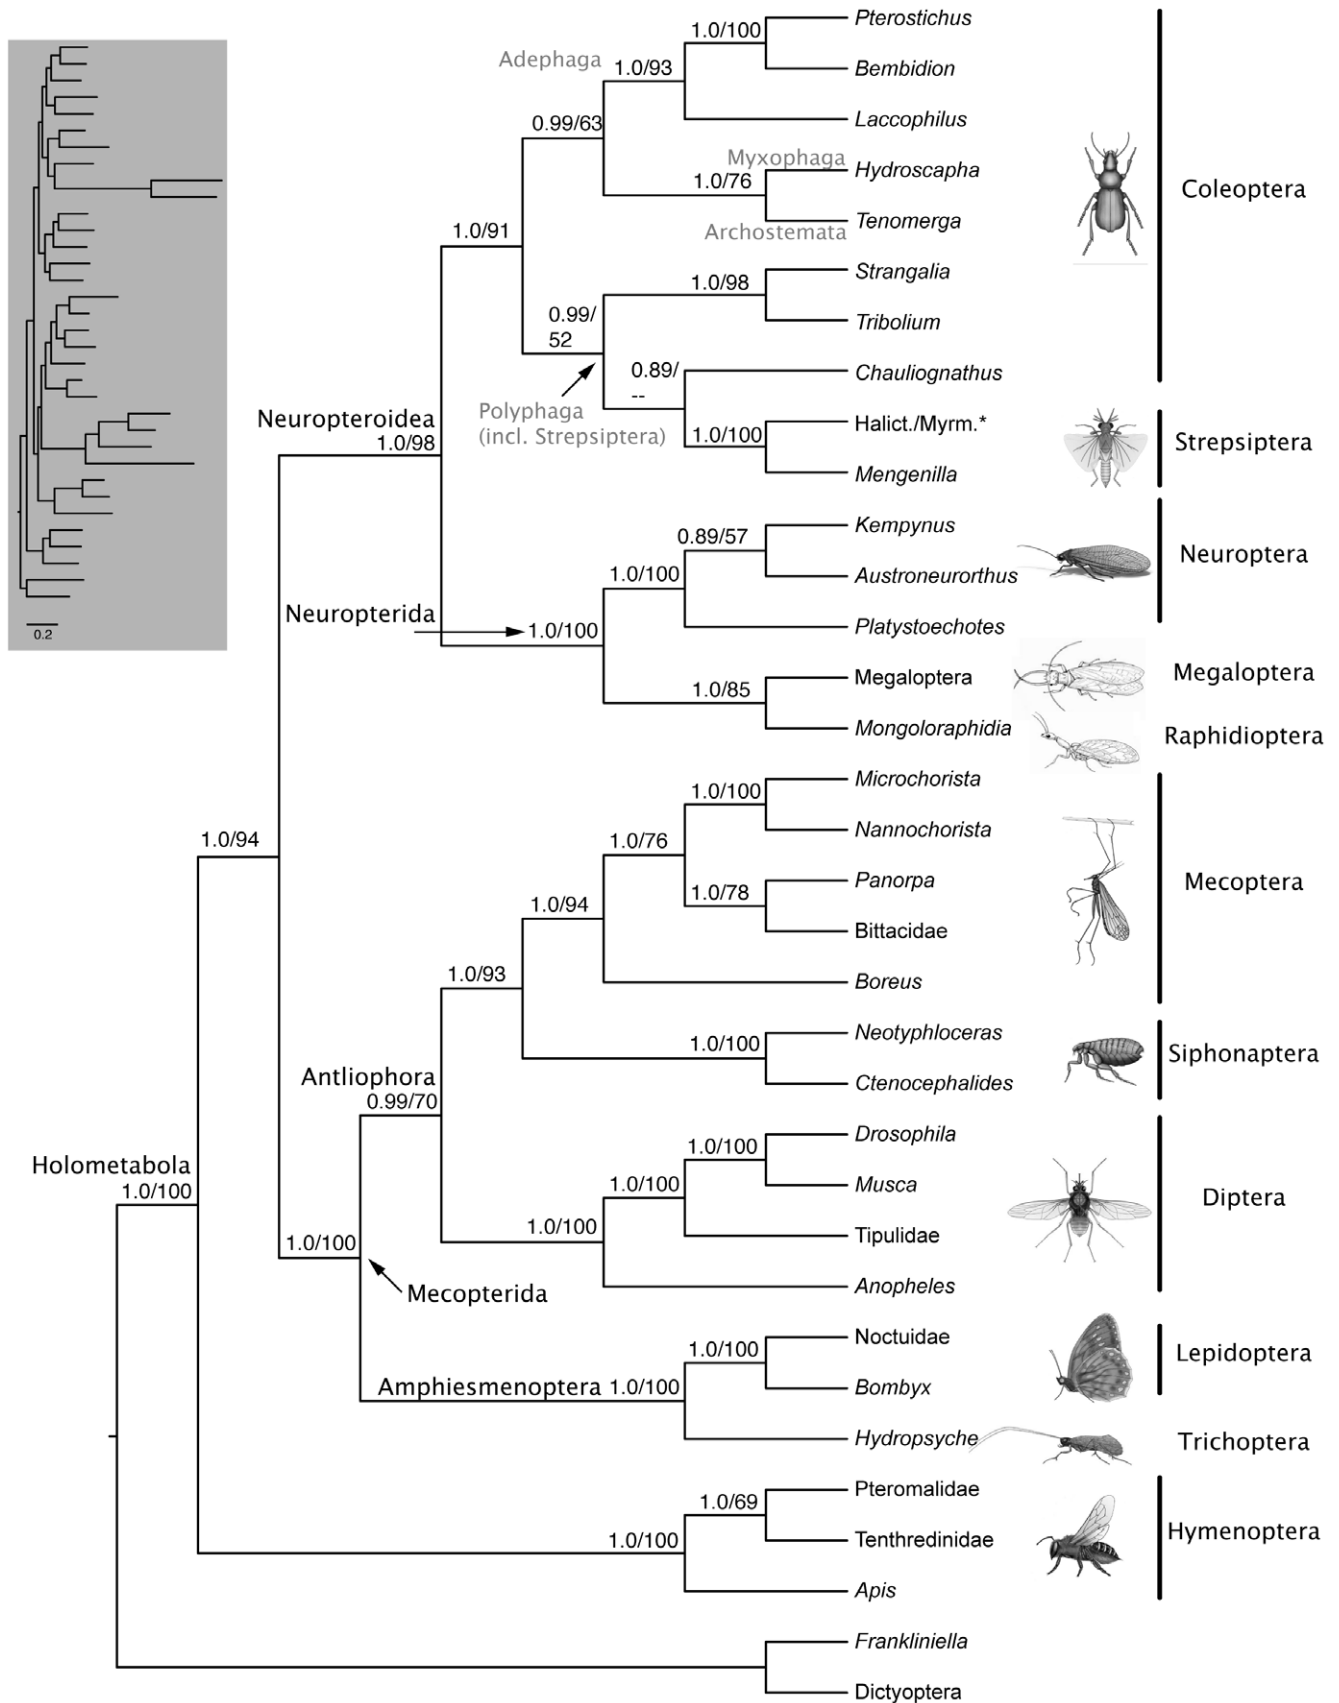 Pterostichus
1.0/100
Adephaga
1.0/93
Bembidion
0.99/63
Laccophilus
Myxophaga
Hydroscapha
1.0/76
Coleoptera
Tenomerga
1.0/91
Archostemata
Strangalia
1.0/98
0.99/
52
Tribolium
0.89/
--
Chauliognathus
Polyphaga
(incl. Strepsiptera)
Neuropteroidea
1.0/98
Halict./Myrm.*
1.0/100
Strepsiptera
Mengenilla
Kempynus
0.89/57
Neuroptera
1.0/100
Austroneurorthus
Neuropterida
1.0/100
Platystoechotes
0.2
Megaloptera
Megaloptera
1.0/85
Mongoloraphidia
Raphidioptera
Microchorista
1.0/100
Nannochorista
1.0/94
1.0/76
Panorpa
Mecoptera
1.0/78
1.0/94
Bittacidae
1.0/93
Boreus
Neotyphloceras
1.0/100
Siphonaptera
Antliophora
0.99/70
Ctenocephalides
Drosophila
1.0/100
Holometabola
1.0/100
Musca
1.0/100
Diptera
1.0/100
Tipulidae
1.0/100
Mecopterida
Anopheles
Noctuidae
1.0/100
Lepidoptera
Amphiesmenoptera 1.0/100
Bombyx
Hydropsyche
Trichoptera
Pteromalidae
1.0/69
Hymenoptera
1.0/100
Tenthredinidae
Apis
Frankliniella
Dictyoptera